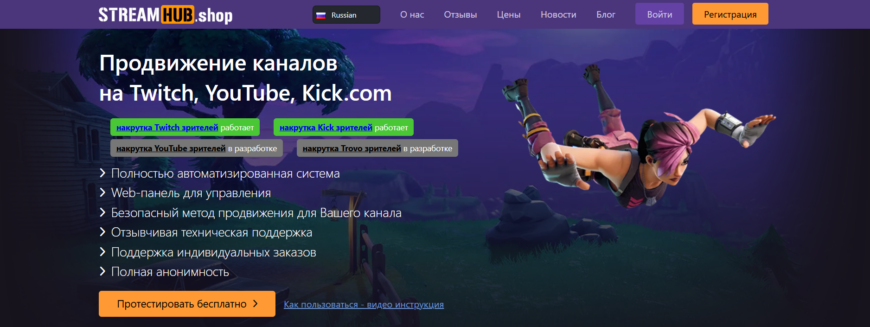 STREAMHUB.shop
Russian
О нас
Отзывы
Цены
Новости
Блог
Войти
Регистрация
Продвижение каналов
на Twitch, YouTube, Kick.com
накрутка Twitch зрителей работает
накрутка Kick зрителей работает
накрутка YouTube зрителей в разработке
накрутка Trovo зрителей в разработке
Полностью автоматизированная система
Web-панель для управления
Безопасный метод продвижения для Вашего канала
Отзывчивая техническая поддержка
Поддержка индивидуальных заказов
Полная анонимность
Протестировать бесплатно
Как пользоваться - видео инструкция